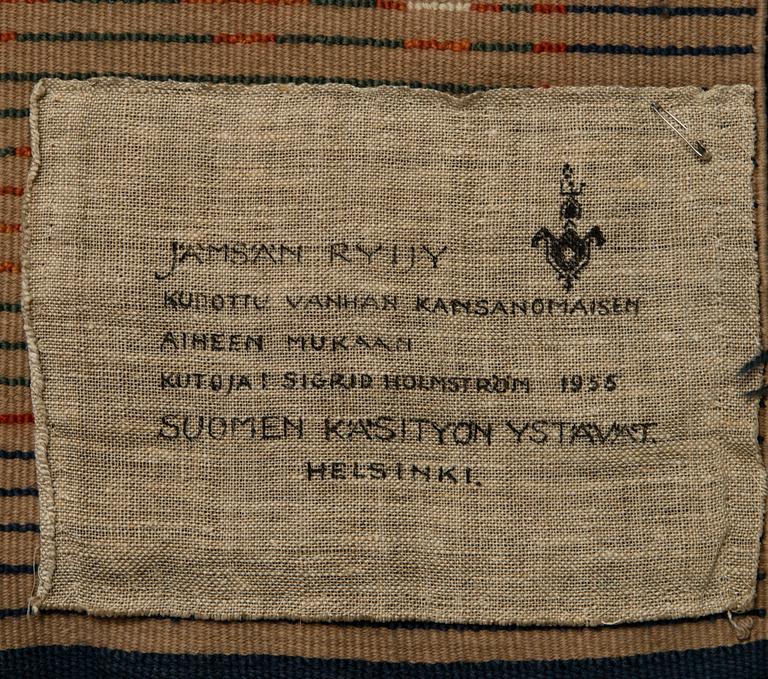 JÄMSÄN RYIJY
KUDOTTU VANHAN KANSANOMAISEN
AIHEEN MUKAAN
KUTOJA: SIGRID HOLMSTRÖM 1955
SUOMEN KÄSITYÖN YSTÄVÄT.
HELSINKI.